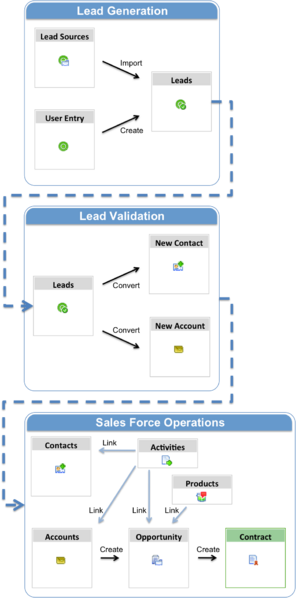 Lead Generation
Lead Sources
Import
Leads
User Entry
Create
Lead Validation
New Contact
Leads
Convert
Convert
New Account
Sales Force Operations
Contacts
Link
Activities
Products
Link
Link
Link
Accounts
Create
Opportunity
Create
Contract